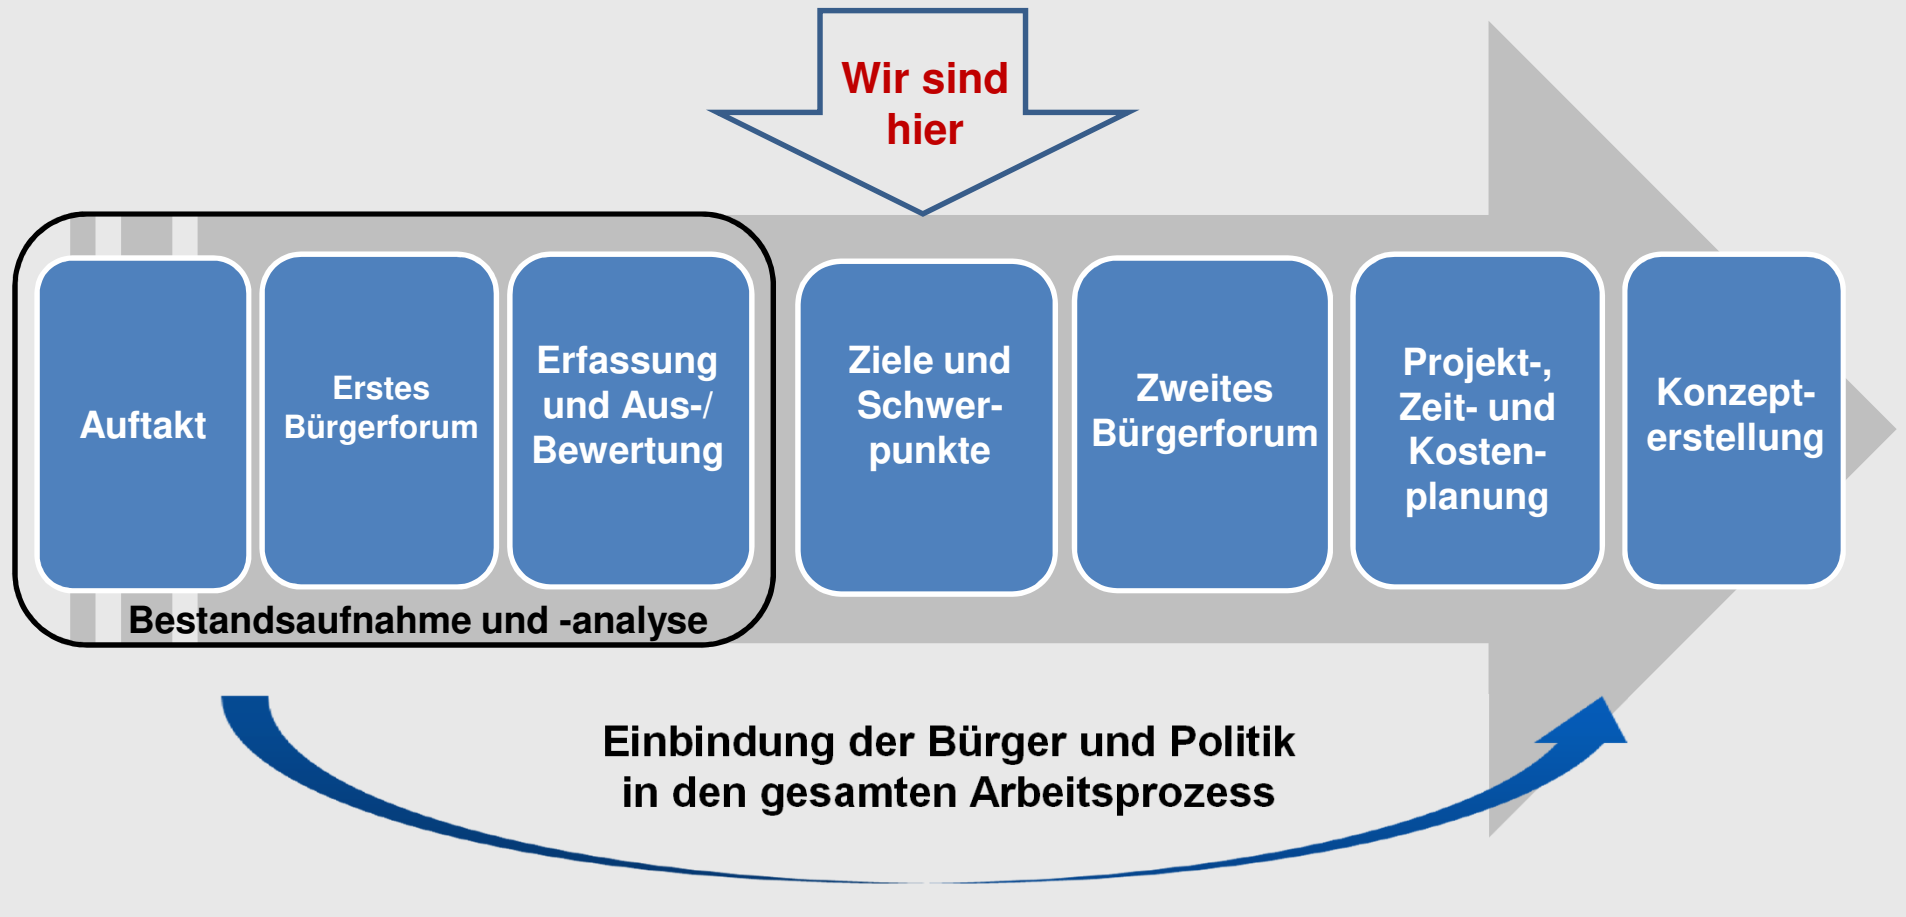 Wir sind
hier
Auftakt
Erstes
Bürgerforum
Erfassung
und Aus-/
Bewertung
Ziele und
Schwer-
punkte
Zweites
Bürgerforum
Projekt-,
Zeit- und
Kosten-
planung
Konzept-
erstellung
Bestandsaufnahme und -analyse
Einbindung der Bürger und Politik
in den gesamten Arbeitsprozess